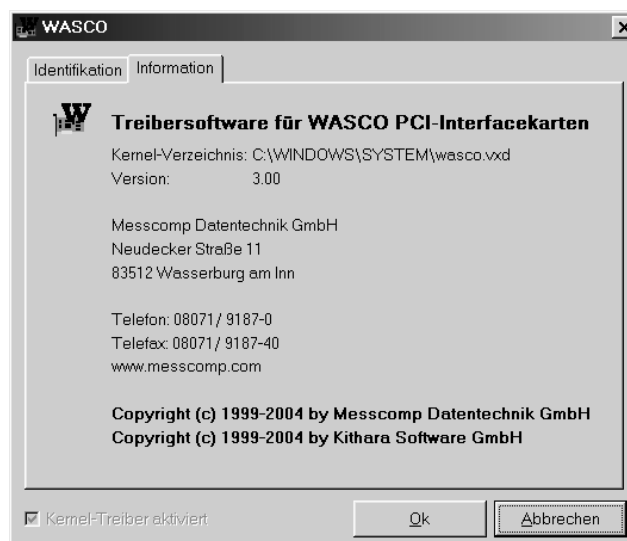 WASCO
Identifikation
Information
W
Treibersoftware für WASCO PCI-Interfacekarten
Kernel-Verzeichnis: C:\WINDOWS\SYSTEM\wasco.vxd
Version: 3.00
Messcomp Datentechnik GmbH
Neudecker Straße 11
83512 Wasserburg am Inn
Telefon: 08071/ 9187-0
Telefax: 08071/ 9187-40
www.messcomp.com
Copyright (c) 1999-2004 by Messcomp Datentechnik GmbH
Copyright (c) 1999-2004 by Kithara Software GmbH
Kernel-Treiber aktiviert
Ok
Abbrechen